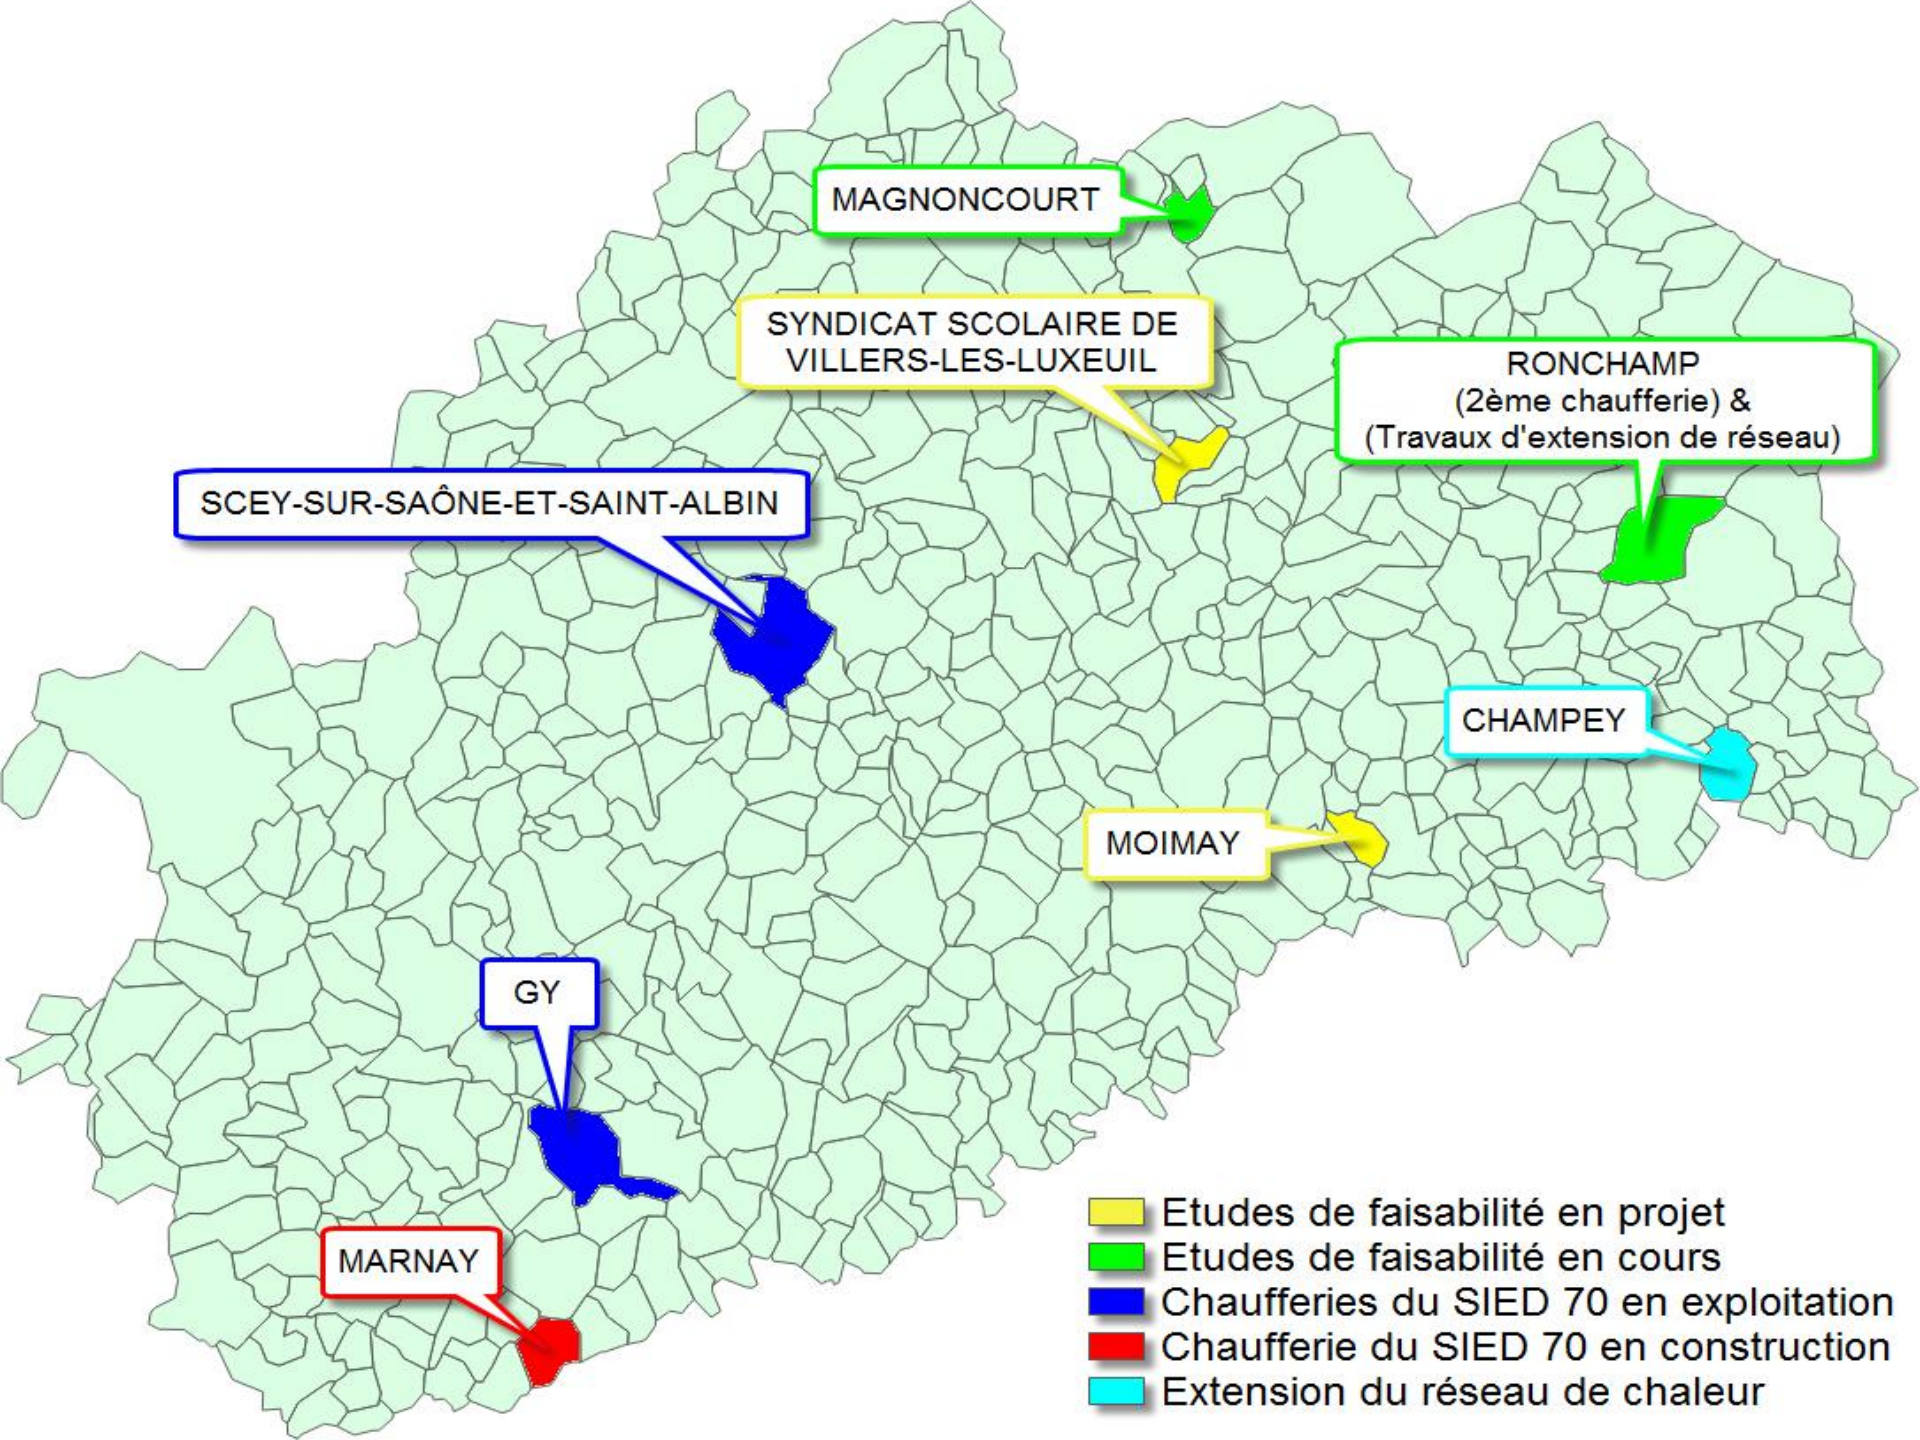 MAGNONCOURT
SYNDICAT SCOLAIRE DE
VILLERS-LES-LUXEUIL
RONCHAMP
(2ème chaufferie) &
(Travaux d'extension de réseau)
SCEY-SUR-SAÔNE-ET-SAINT-ALBIN
CHAMPEY
MOIMAY
GY
MARNAY
Etudes de faisabilité en projet
Etudes de faisabilité en cours
Chaufferies du SIED 70 en exploitation
Chaufferie du SIED 70 en construction
Extension du réseau de chaleur